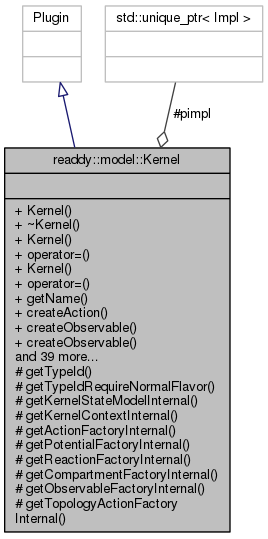 Plugin
std::unique_ptr< Impl >
#pimpl
readdy::model::Kernel
+ Kernel()
+ ~Kernel()
+ Kernel()
+ operator=()
+ Kernel()
+ operator=()
+ getName()
+ createAction()
+ createObservable()
+ createObservable()
and 39 more...
# getTypeId()
# getTypeIdRequireNormalFlavor()
# getKernelStateModelInternal()
# getKernelContextInternal()
# getActionFactoryInternal()
# getPotentialFactoryInternal()
# getReactionFactoryInternal()
# getCompartmentFactoryInternal()
# getObservableFactoryInternal()
# getTopologyActionFactory
Internal()